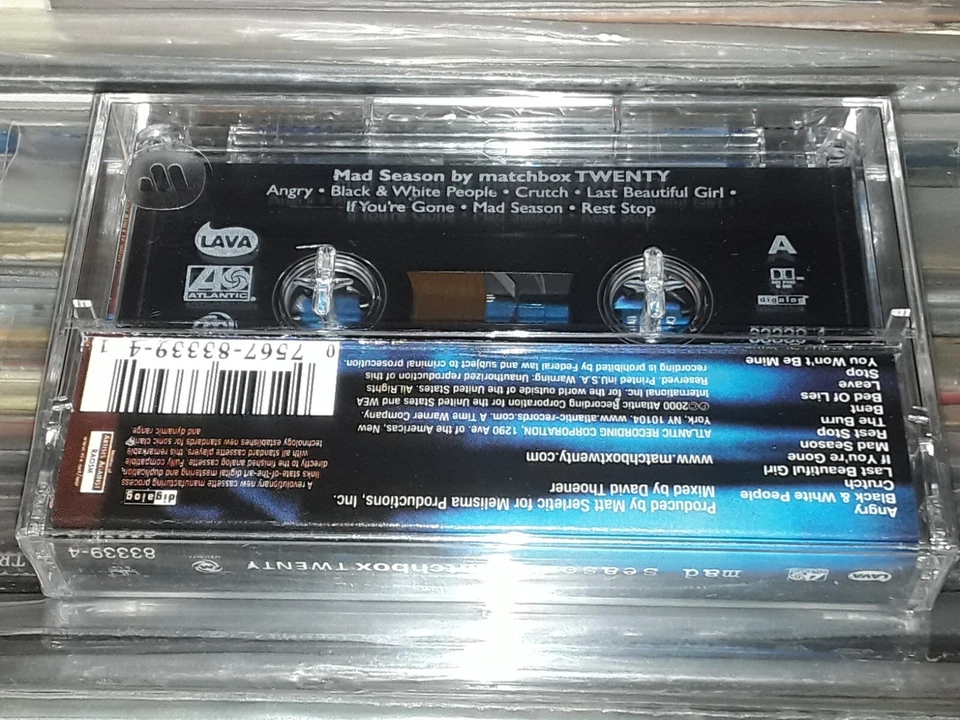 Mad Season by matchbox TWENTY
Angry • Black & White People • Crutch • Last Beautiful Girl •
If You're Gone • Mad Season • Rest Stop
LAVA
A
ATLANTIC
digalog
Angry
Black & White People
Crutch
Last Beautiful Girl
If You're Gone
Mad Season
Rest Stop
The Burn
Bent
Bed Of Lies
Leave
Stop
You Won't Be Mine
Produced by Matt Serletic for Melisma Productions, Inc.
Mixed by David Thoener
www.matchboxtwenty.com
ATLANTIC RECORDING CORPORATION, 1290, Ave. of the Americas, New
York, NY 10104. www.atlantic-records.com. A Time Warner Company.
℗© 2000 Atlantic Recording Corporation for the United States and WEA
International Inc. for the world outside of the United States. All Rights
Reserved. Printed in U.S.A. Warning: Unauthorized reproduction of this
recording is prohibited by Federal law and subject to criminal prosecution.
digalog
A revolutionary new cassette manufacturing process
links state-of-the-art digital mastering and duplication,
directly to the finished analog cassette. Fully compatible
with all standard cassette players, this remarkable
technology establishes new standards for sonic clarity
and dynamic range.
ARTISTS AGAINST
RACISM
0 7567-83339-4 1
LAVA
mad season
matchbox TWENTY
83339-4